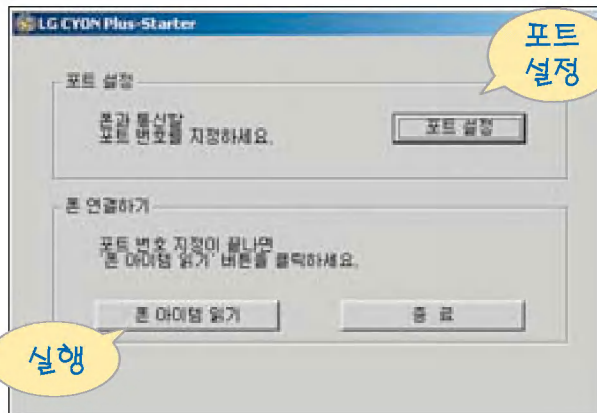 LG CYON Plus-Starter
포트
설정
포트 설정
폰과 통신할
포트 번호를 지정하세요.
포트 설정
폰 연결하기
포트 번호 지정이 끝나면
'폰 아이템 읽기' 버튼을 클릭하세요.
폰 아이템 읽기
종 료
실행